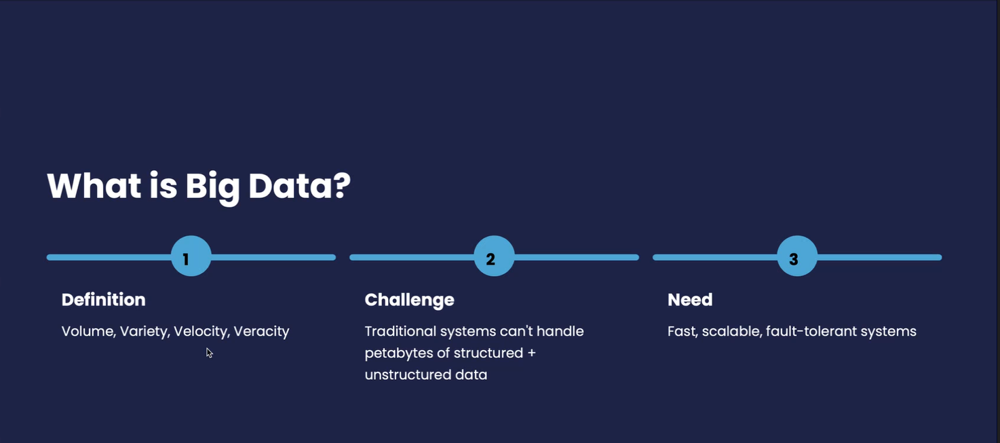 What is Big Data?
1
2
3
Definition
Volume, Variety, Velocity, Veracity
Challenge
Traditional systems can't handle
petabytes of structured +
unstructured data
Need
Fast, scalable, fault-tolerant systems